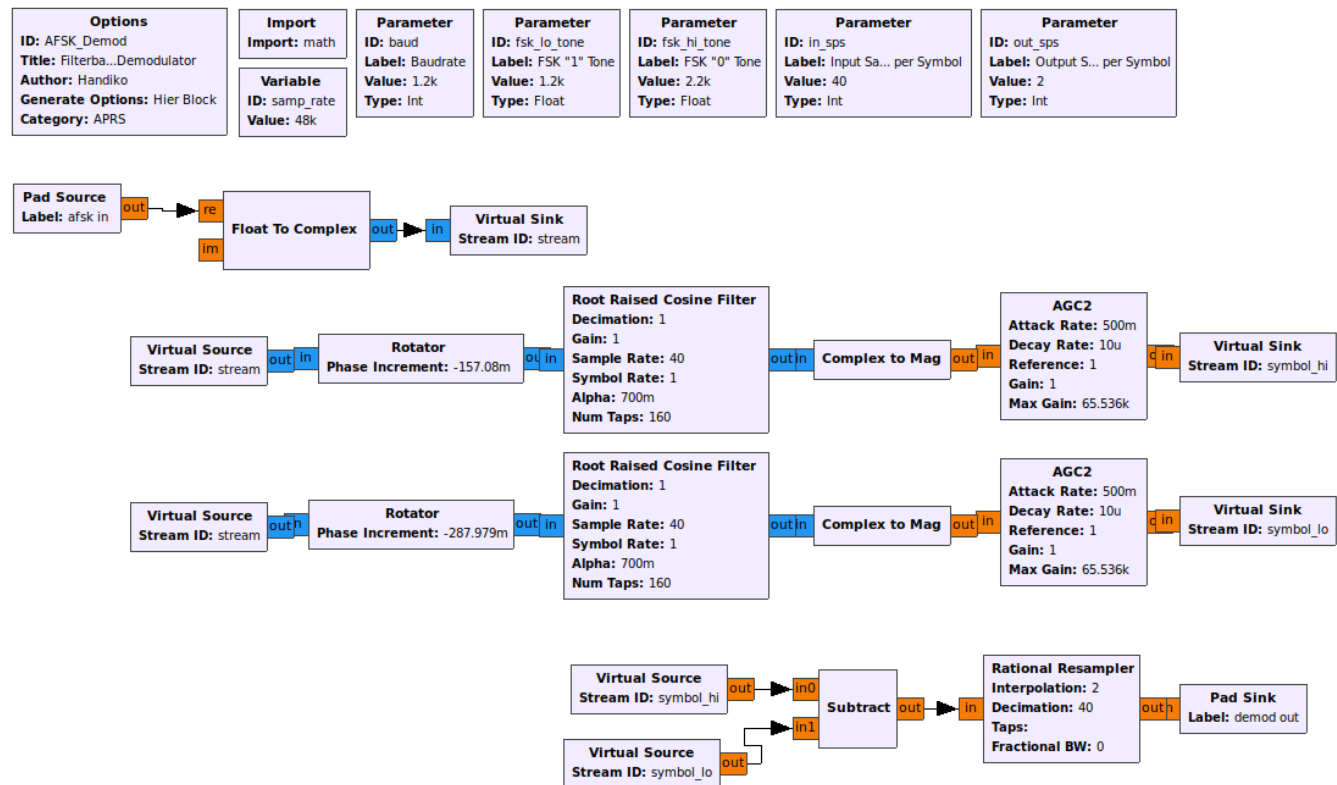 Options
ID: AFSK_Demod
Title: Filterba...Demodulator
Author: Handiko
Generate Options: Hier Block
Category: APRS
Import
Import: math
Variable
ID: samp_rate
Value: 48k
Parameter
ID: baud
Label: Baudrate
Value: 1.2k
Type: Int
Parameter
ID: fsk_lo_tone
Label: FSK "1" Tone
Value: 1.2k
Type: Float
Parameter
ID: fsk_hi_tone
Label: FSK "0" Tone
Value: 2.2k
Type: Float
Parameter
ID: in_sps
Label: Input Sa... per Symbol
Value: 40
Type: Int
Parameter
ID: out_sps
Label: Output S... per Symbol
Value: 2
Type: Int
Pad Source
Label: afsk in
out
re
im
Float To Complex
out
in
Virtual Sink
Stream ID: stream
Virtual Source
Stream ID: stream
out
in
Rotator
Phase Increment: -157.08m
in
Root Raised Cosine Filter
Decimation: 1
Gain: 1
Sample Rate: 40
Symbol Rate: 1
Alpha: 700m
Num Taps: 160
out
in
Complex to Mag
out
in
AGC2
Attack Rate: 500m
Decay Rate: 10u
Reference: 1
Gain: 1
Max Gain: 65.536k
in
Virtual Sink
Stream ID: symbol_hi
Virtual Source
Stream ID: stream
out
Rotator
Phase Increment: -287.979m
out
in
Root Raised Cosine Filter
Decimation: 1
Gain: 1
Sample Rate: 40
Symbol Rate: 1
Alpha: 700m
Num Taps: 160
out
in
Complex to Mag
out
in
AGC2
Attack Rate: 500m
Decay Rate: 10u
Reference: 1
Gain: 1
Max Gain: 65.536k
in
Virtual Sink
Stream ID: symbol_lo
Virtual Source
Stream ID: symbol_hi
out
Virtual Source
Stream ID: symbol_lo
out
in0
in1
Subtract
out
in
Rational Resampler
Interpolation: 2
Decimation: 40
Taps:
Fractional BW: 0
out
Pad Sink
Label: demod out